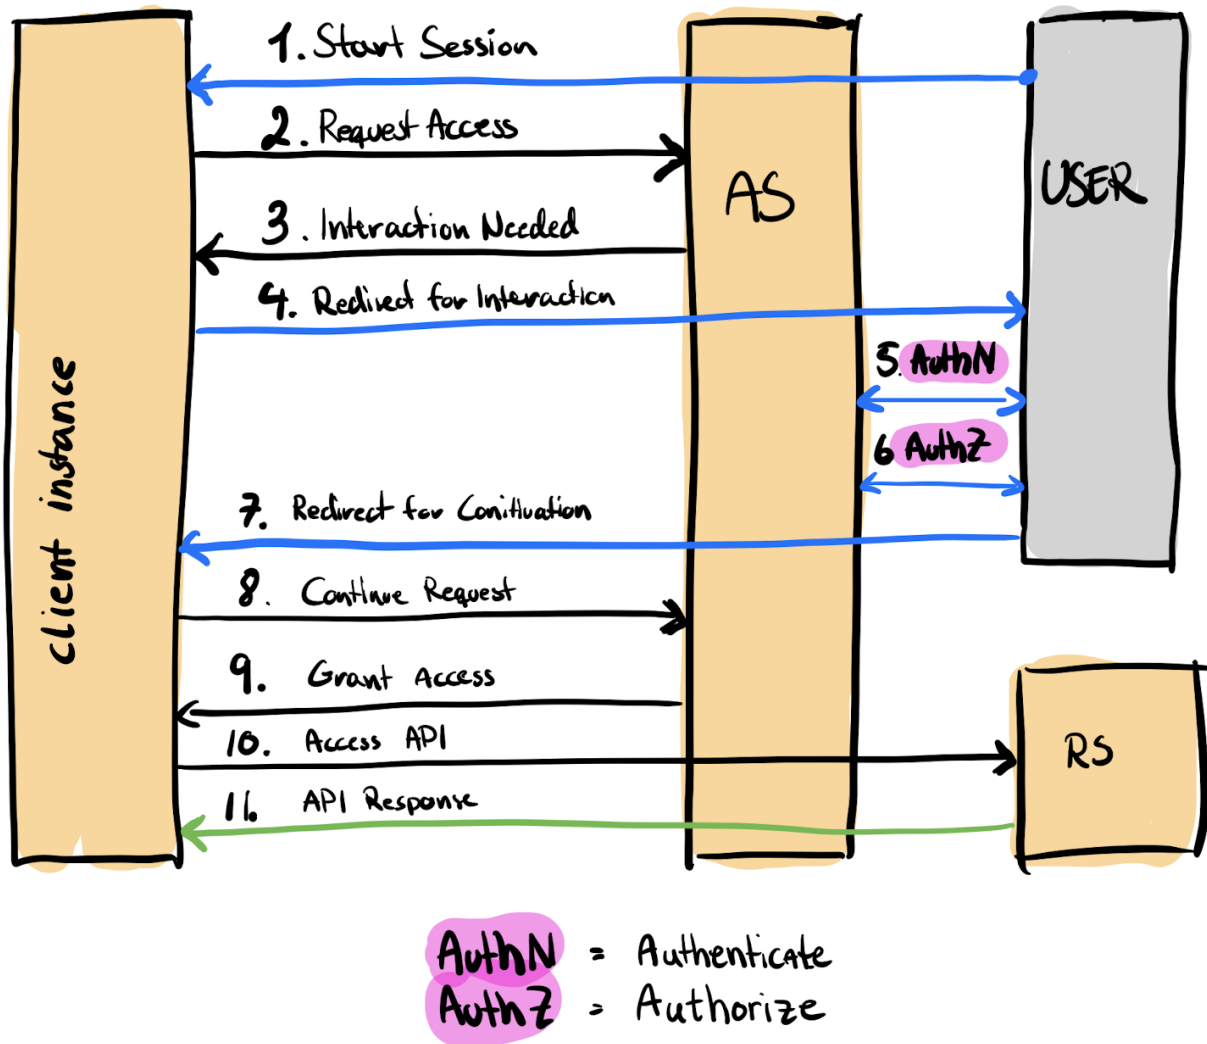 1. Start Session
2. Request Access
AS
USER
3. Interaction Needed
4. Redirect for Interaction
5. AuthN
6 AuthZ
client instance
7. Redirect for Conituation
8. Continue Request
9. Grant Access
10. Access API
RS
11. API Response
AuthN = Authenticate
AuthZ = Authorize